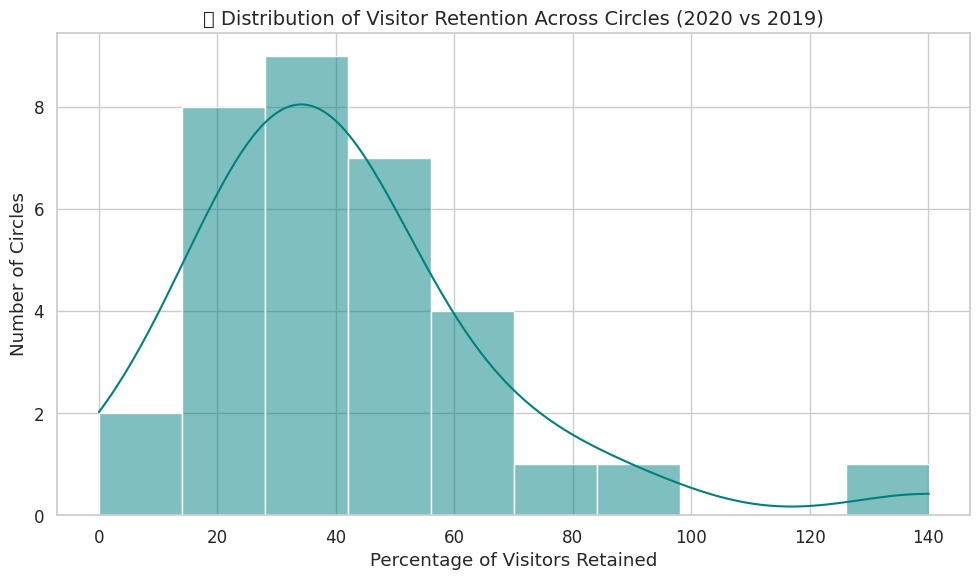 Distribution of Visitor Retention Across Circles (2020 vs 2019)
Number of Circles
8
6
4
2
0
0 20 40 60 80 100 120 140
Percentage of Visitors Retained